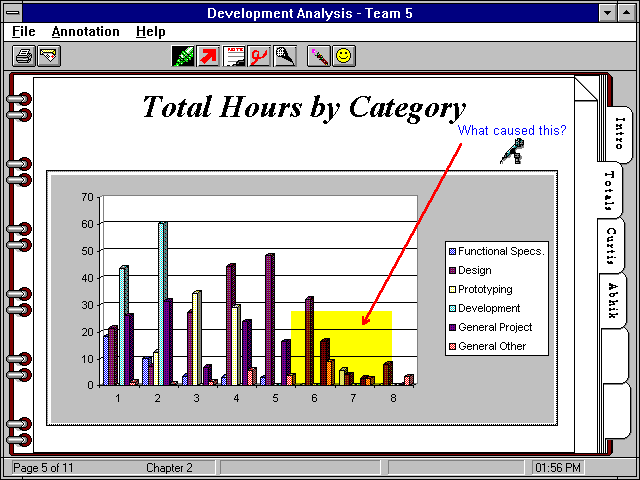 Development Analysis - Team 5
File Annotation Help
NOTE
Total Hours by Category
What caused this?
Intro
Totals
Curtis
Abhik
70
60
50
40
30
20
10
0
1 2 3 4 5 6 7 8
Functional Specs.
Design
Prototyping
Development
General Project
General Other
Page 5 of 11 Chapter 2 01:56 PM